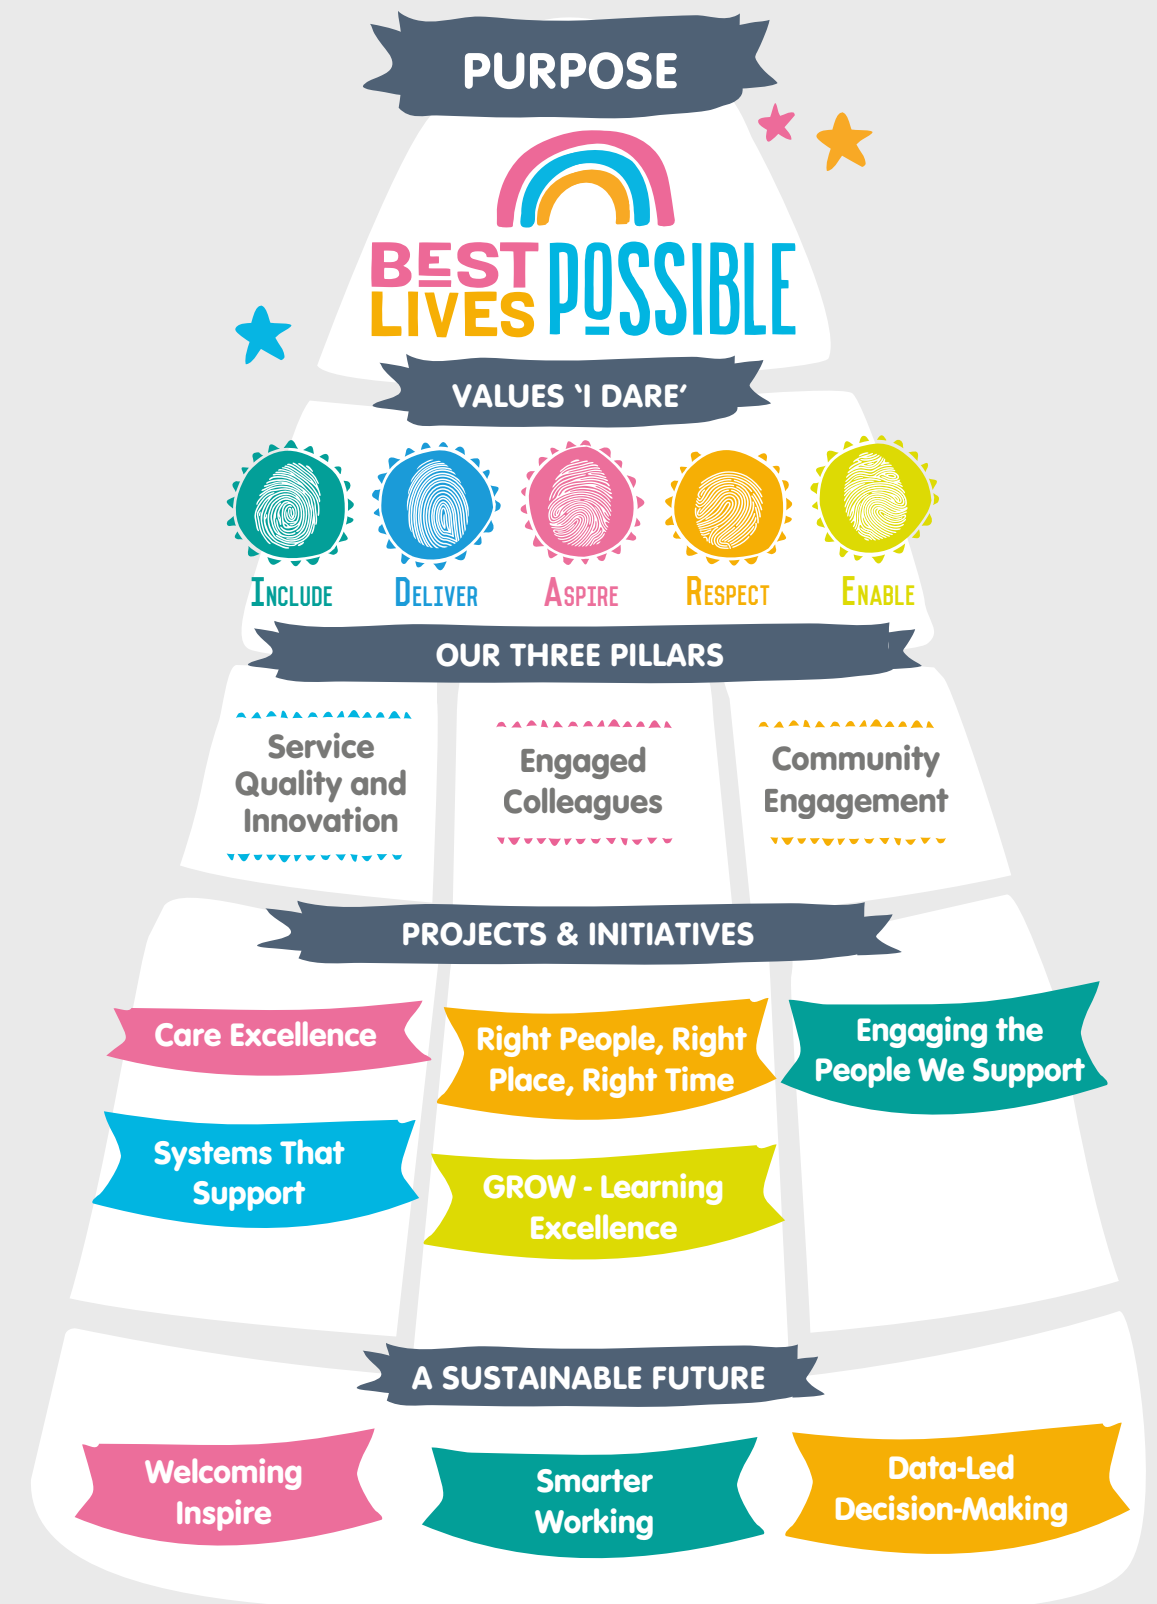 PURPOSE
BEST
LIVES
POSSIBLE
VALUES ‘I DARE’
INCLUDE
DELIVER
ASPIRE
RESPECT
ENABLE
OUR THREE PILLARS
Service
Quality and
Innovation
Engaged
Colleagues
Community
Engagement
PROJECTS & INITIATIVES
Care Excellence
Systems That
Support
Right People, Right
Place, Right Time
GROW - Learning
Excellence
Engaging the
People We Support
A SUSTAINABLE FUTURE
Welcoming
Inspire
Smarter
Working
Data-Led
Decision-Making